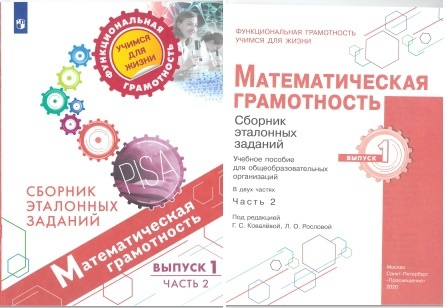 ФУНКЦИОНАЛЬНАЯ ГРАМОТНОСТЬ
УЧИМСЯ ДЛЯ ЖИЗНИ
PISA
СБОРНИК
ЭТАЛОННЫХ
ЗАДАНИЙ
Математическая
грамотность
ВЫПУСК 1
ЧАСТЬ 2
ФУНКЦИОНАЛЬНАЯ ГРАМОТНОСТЬ
УЧИМСЯ ДЛЯ ЖИЗНИ
МАТЕМАТИЧЕСКАЯ
ГРАМОТНОСТЬ
Сборник
эталонных
заданий
ВЫПУСК 1
Учебное пособие
для общеобразовательных
организаций
В двух частях
Часть 2
Под редакцией
Г. С. Ковалёвой, Л. О. Рословой
Москва
Санкт-Петербург
«Просвещение»
2020